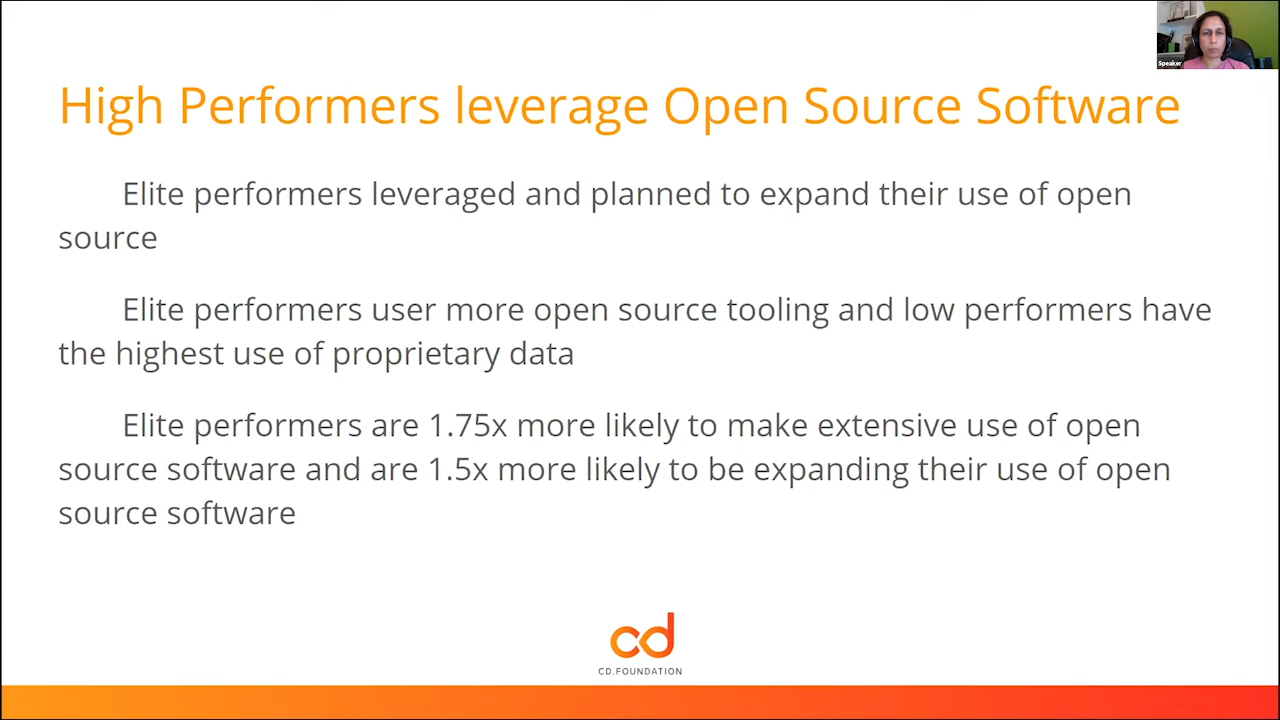 Speaker
High Performers leverage Open Source Software
Elite performers leveraged and planned to expand their use of open
source
Elite performers user more open source tooling and low performers have
the highest use of proprietary data
Elite performers are 1.75x more likely to make extensive use of open
source software and are 1.5x more likely to be expanding their use of open
source software
cd
CD.FOUNDATION